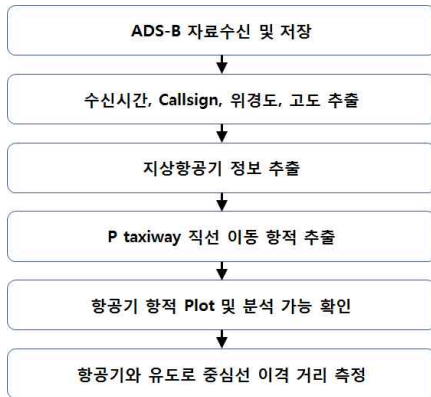 ADS-B 자료수신 및 저장
수신시간, Callsign, 위경도, 고도 추출
지상항공기 정보 추출
P taxiway 직선 이동 항적 추출
항공기 항적 Plot 및 분석 가능 확인
항공기와 유도로 중심선 이격 거리 측정